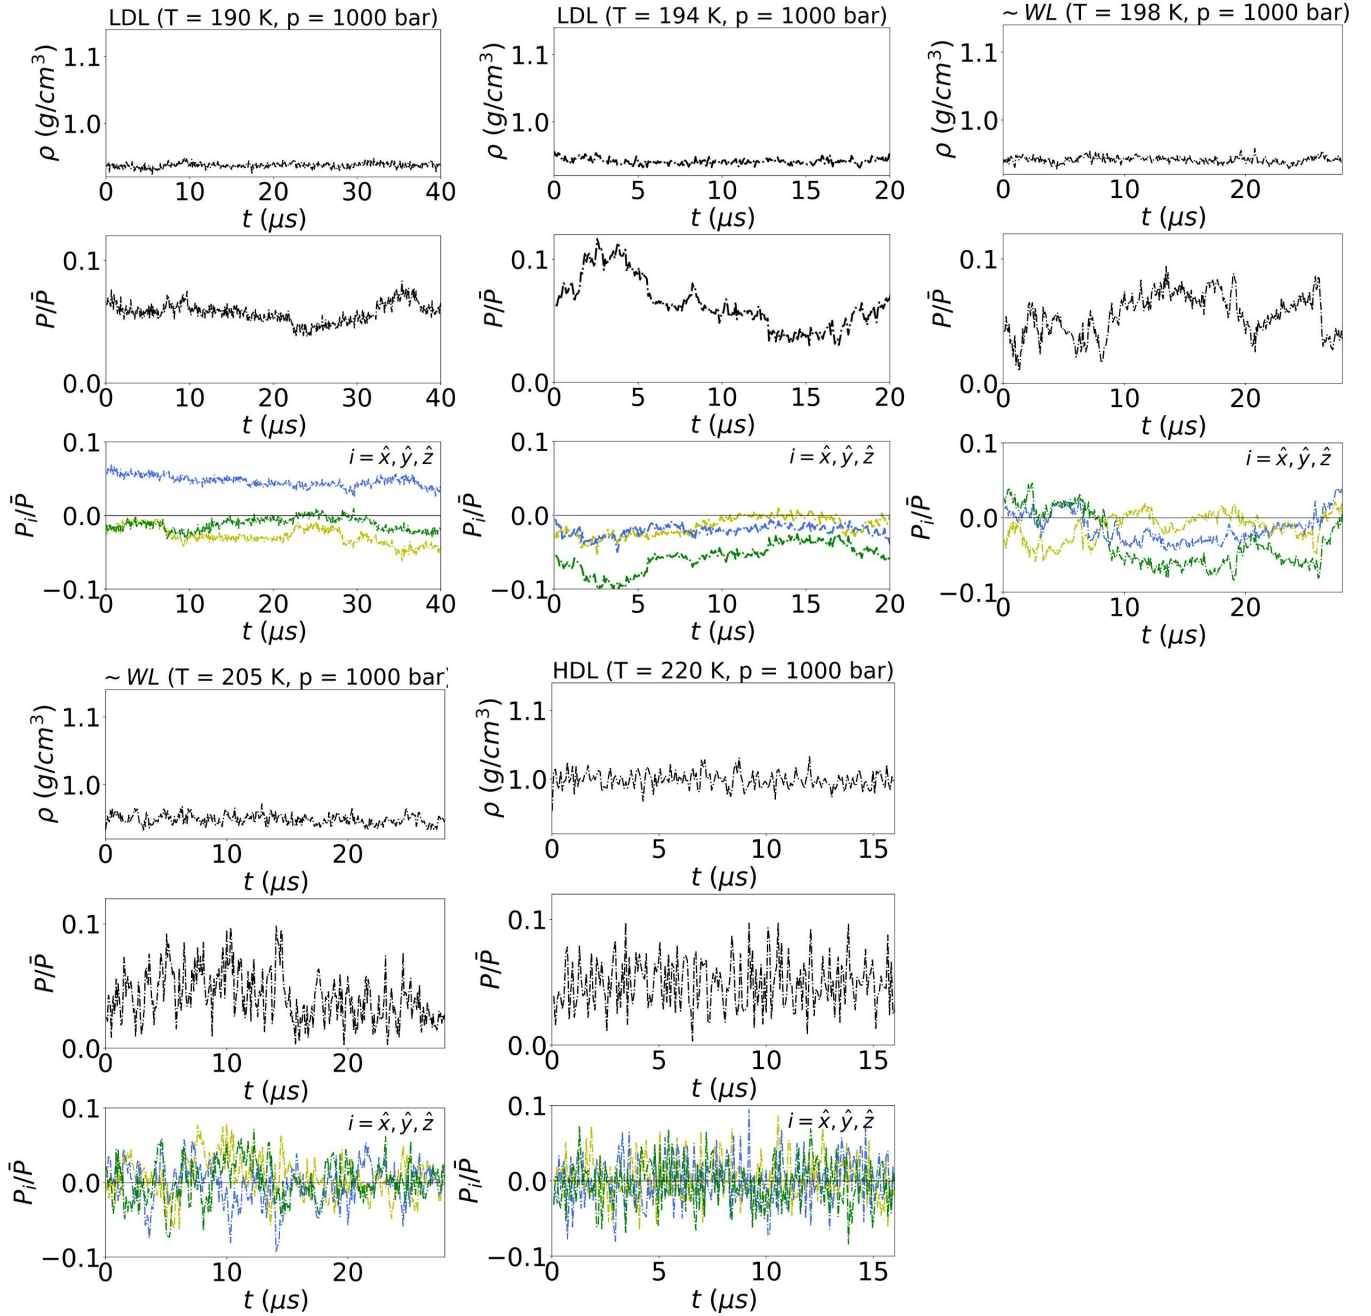 LDL (T = 190 K, p = 1000 bar)
1.1
1.0
ρ (g/cm³)
0 10 20 30 40
t (μs)
0.1
0.0
P/P̄
0 10 20 30 40
t (μs)
0.1
0.0
−0.1
Pᵢ/P̄
i = x̂, ŷ, ẑ
0 10 20 30 40
t (μs)
LDL (T = 194 K, p = 1000 bar)
1.1
1.0
ρ (g/cm³)
0 5 10 15 20
t (μs)
0.1
0.0
P/P̄
0 5 10 15 20
t (μs)
0.1
0.0
−0.1
Pᵢ/P̄
i = x̂, ŷ, ẑ
0 5 10 15 20
t (μs)
~ WL (T = 198 K, p = 1000 bar)
1.1
1.0
ρ (g/cm³)
0 10 20
t (μs)
0.1
0.0
P/P̄
0 10 20
t (μs)
0.1
0.0
−0.1
Pᵢ/P̄
i = x̂, ŷ, ẑ
0 10 20
t (μs)
~ WL (T = 205 K, p = 1000 bar)
1.1
1.0
ρ (g/cm³)
0 10 20
t (μs)
0.1
0.0
P/P̄
0 10 20
t (μs)
0.1
0.0
−0.1
Pᵢ/P̄
i = x̂, ŷ, ẑ
0 10 20
t (μs)
HDL (T = 220 K, p = 1000 bar)
1.1
1.0
ρ (g/cm³)
0 5 10 15
t (μs)
0.1
0.0
P/P̄
0 5 10 15
t (μs)
0.1
0.0
−0.1
Pᵢ/P̄
i = x̂, ŷ, ẑ
0 5 10 15
t (μs)